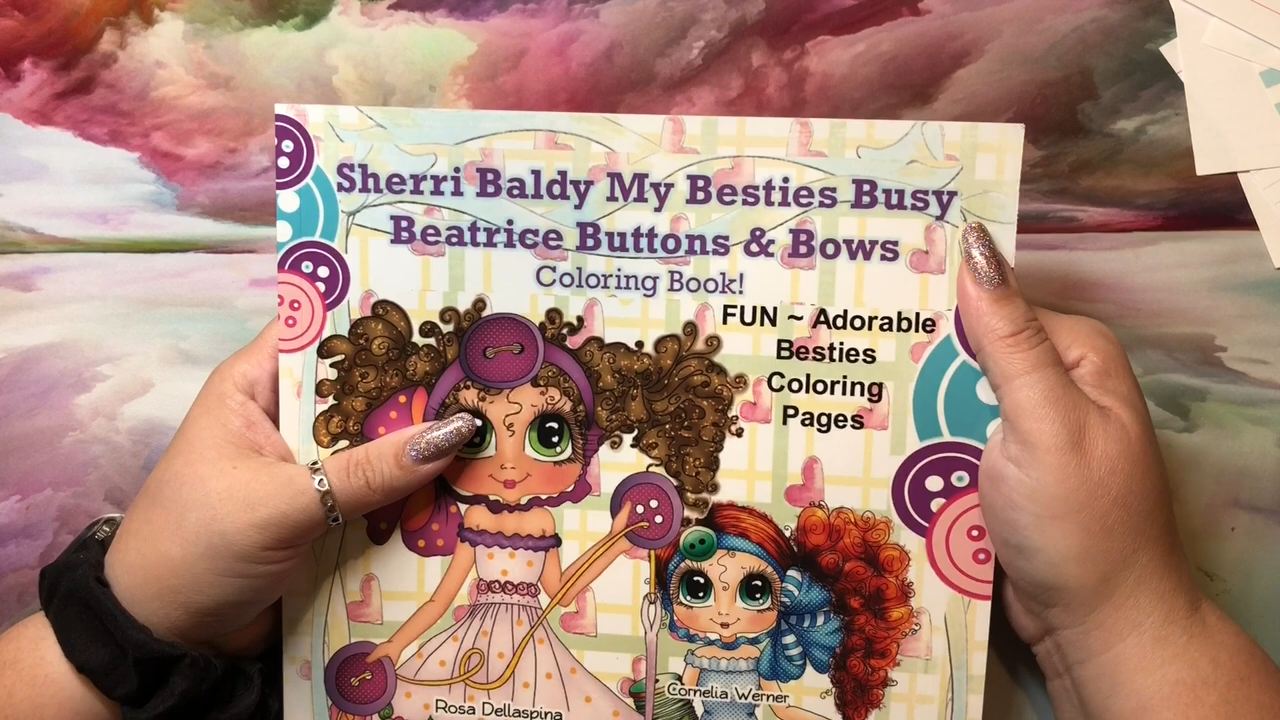 Sherri Baldy My Besties Busy
Beatrice Buttons & Bows
Coloring Book!
FUN ~ Adorable
Besties
Coloring
Pages
Cornelia Werner
Rosa Dellaspina